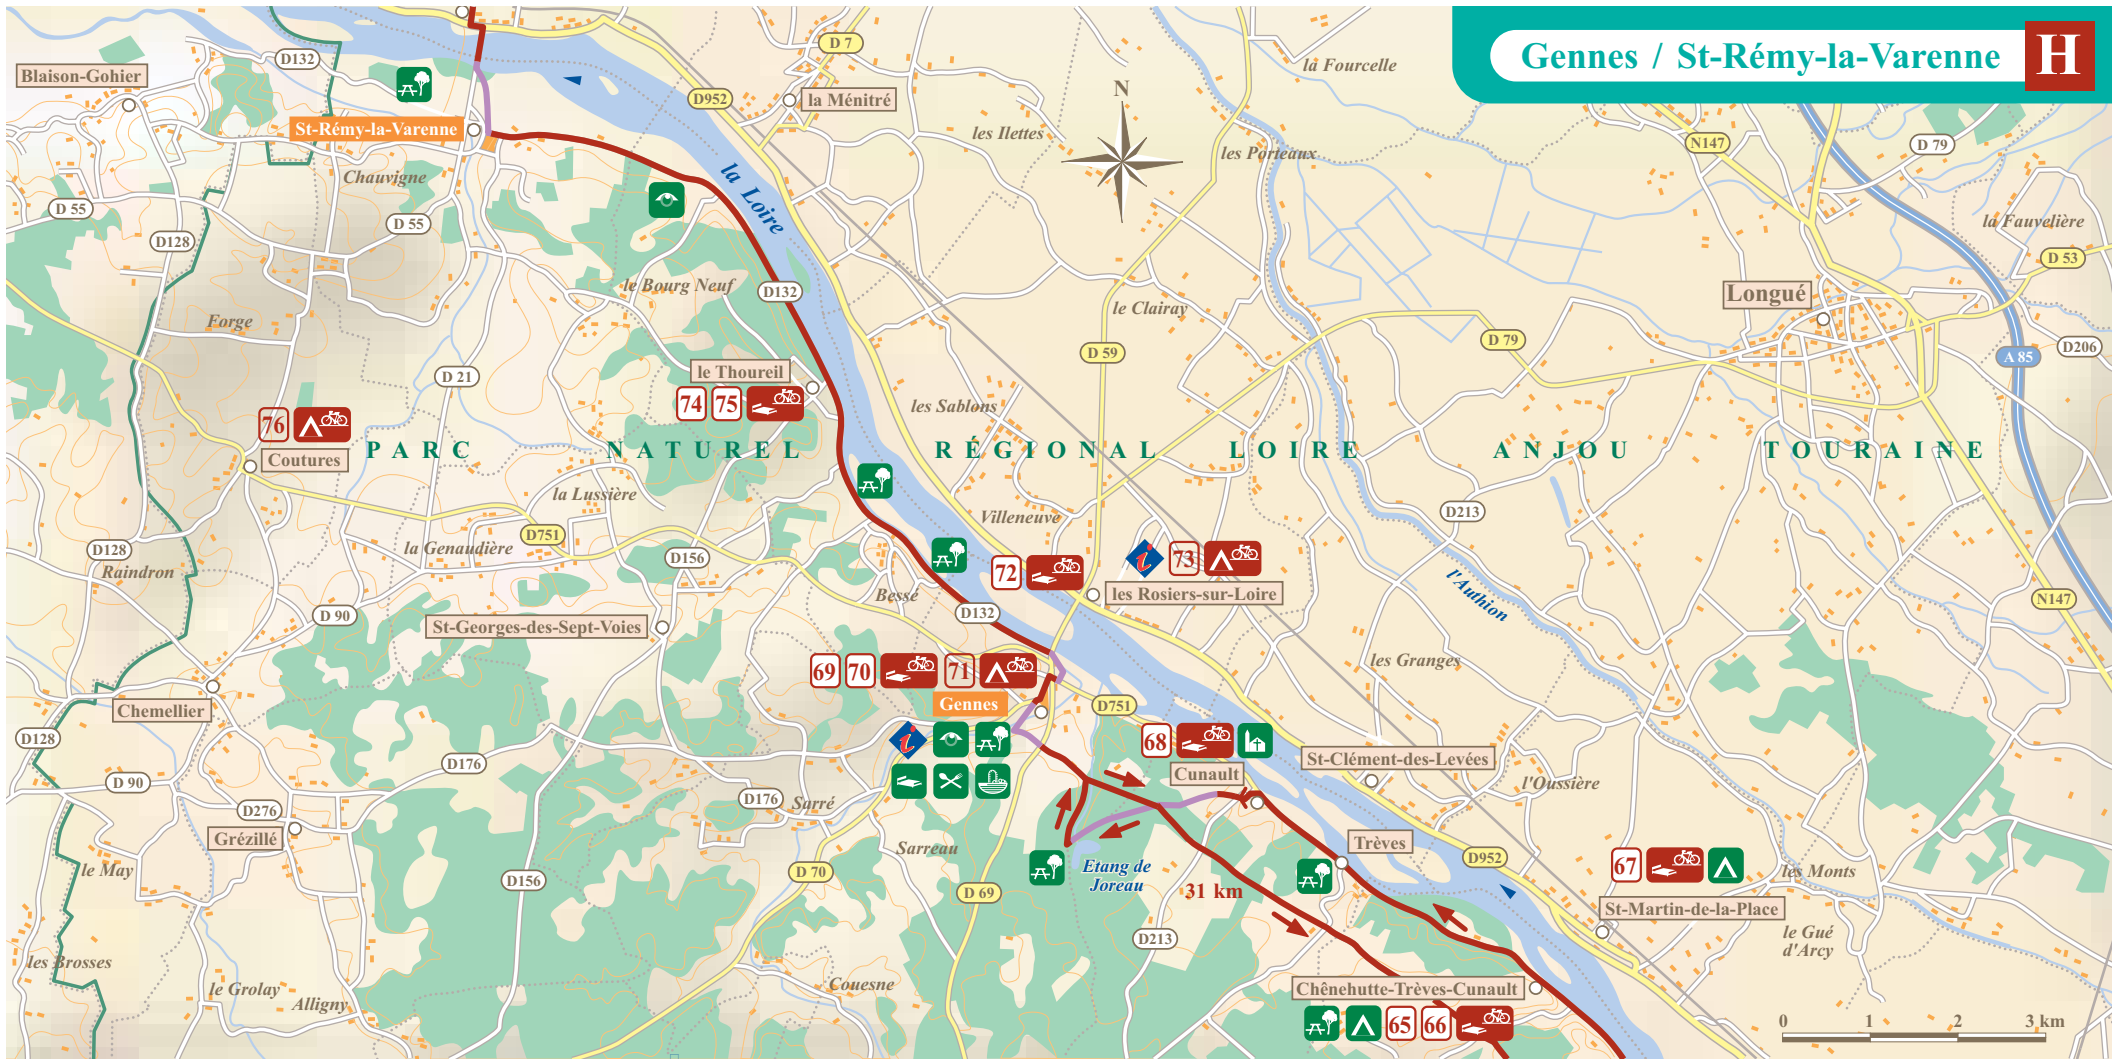 Gennes / St-Rémy-la-Varenne
H
Blaison-Gohier
D132
D 7
la Fourcelle
N
D952
la Ménitré
les Ilettes
les Porteaux
N147
D 79
St-Rémy-la-Varenne
Chauvigne
la Loire
D 55
D 55
D128
la Fauvelière
D 53
le Bourg Neuf
D132
Longué
le Clairay
Forge
D 59
D 79
A 85
D206
D 21
le Thoureil
74 75
les Sablons
76
Coutures
PARC NATUREL RÉGIONAL LOIRE ANJOU TOURAINE
la Lussière
Villeneuve
D213
la Genaudière
D751
D128
Raindron
D156
72
i
73
les Rosiers-sur-Loire
l'Authion
Bessé
D132
N147
D 90
St-Georges-des-Sept-Voies
les Granges
69 70
71
Gennes
Chemellier
D751
D128
i
68
Cunault
St-Clément-des-Levées
D176
l'Oussière
D 90
D276
D176
Sarré
Grézillé
Trèves
Sarreau
Etang de
Joreau
D952
67
les Monts
le May
D156
D 70
D 69
31 km
St-Martin-de-la-Place
D213
le Gué
d'Arcy
les Brosses
Couesne
le Grolay
Alligny
Chênehutte-Trèves-Cunault
65 66
0 1 2 3 km